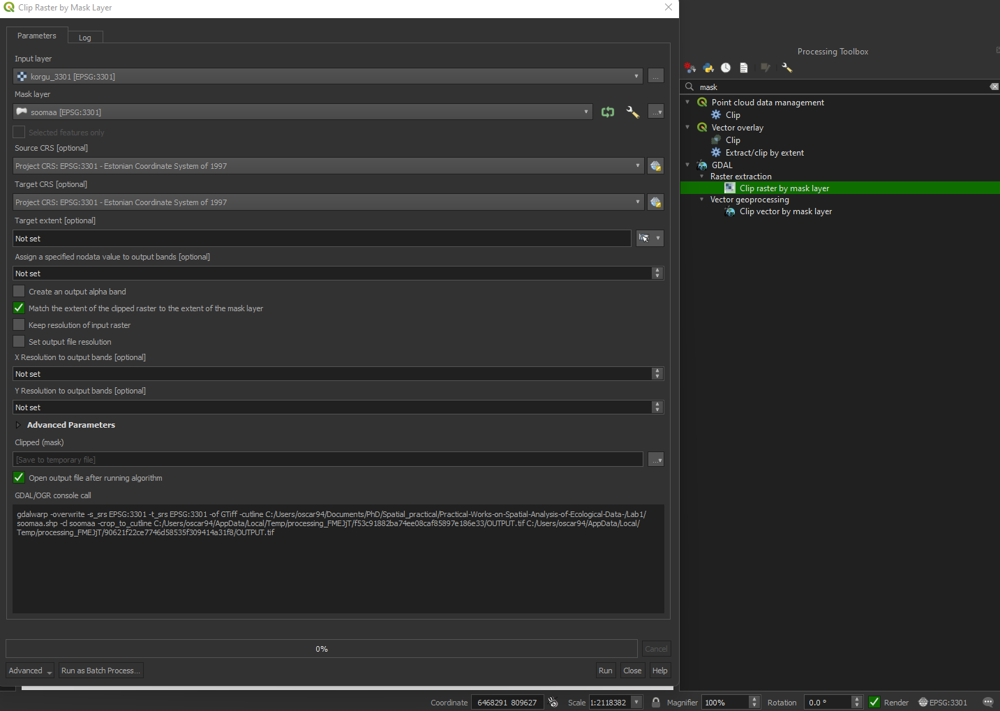 Clip Raster by Mask Layer
Parameters
Log
Input layer
korgu_3301 [EPSG:3301]
...
Mask layer
soomaa [EPSG:3301]
...
Selected features only
Source CRS [optional]
Project CRS: EPSG:3301 - Estonian Coordinate System of 1997
Target CRS [optional]
Project CRS: EPSG:3301 - Estonian Coordinate System of 1997
Target extent [optional]
Not set
Assign a specified nodata value to output bands [optional]
Not set
Create an output alpha band
Match the extent of the clipped raster to the extent of the mask layer
Keep resolution of input raster
Set output file resolution
X Resolution to output bands [optional]
Not set
Y Resolution to output bands [optional]
Not set
Advanced Parameters
Clipped (mask)
[Save to temporary file]
...
Open output file after running algorithm
GDAL/OGR console call
gdalwarp -overwrite -s_srs EPSG:3301 -t_srs EPSG:3301 -of GTiff -cutline C:/Users/oscar94/Documents/PhD/Spatial_practical/Practical-Works-on-Spatial-Analysis-of-Ecological-Data-/Lab1/
soomaa.shp -cl soomaa -crop_to_cutline C:/Users/oscar94/AppData/Local/Temp/processing_FMEJjT/f53c91882ba74ee08caf85897e186e33/OUTPUT.tif C:/Users/oscar94/AppData/Local/
Temp/processing_FMEJjT/90621f22ce7746d58535f309414a31f8/OUTPUT.tif
0%
Cancel
Advanced
Run as Batch Process...
Run
Close
Help
Processing Toolbox
mask
Point cloud data management
Clip
Vector overlay
Clip
Extract/clip by extent
GDAL
Raster extraction
Clip raster by mask layer
Vector geoprocessing
Clip vector by mask layer
Coordinate
6468291 809627
Scale
1:2118382
Magnifier
100%
Rotation
0.0 °
Render
EPSG:3301